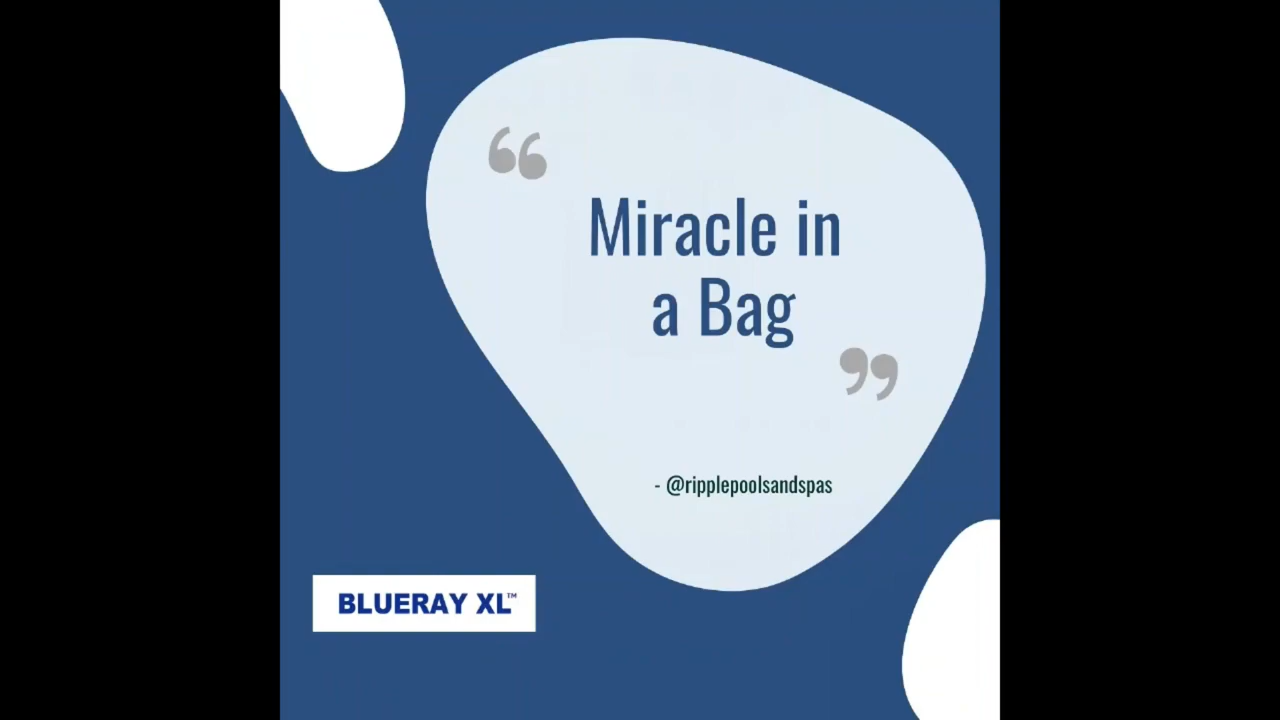 “
Miracle in
a Bag
”
- @ripplepoolsandspas
BLUERAY XL™